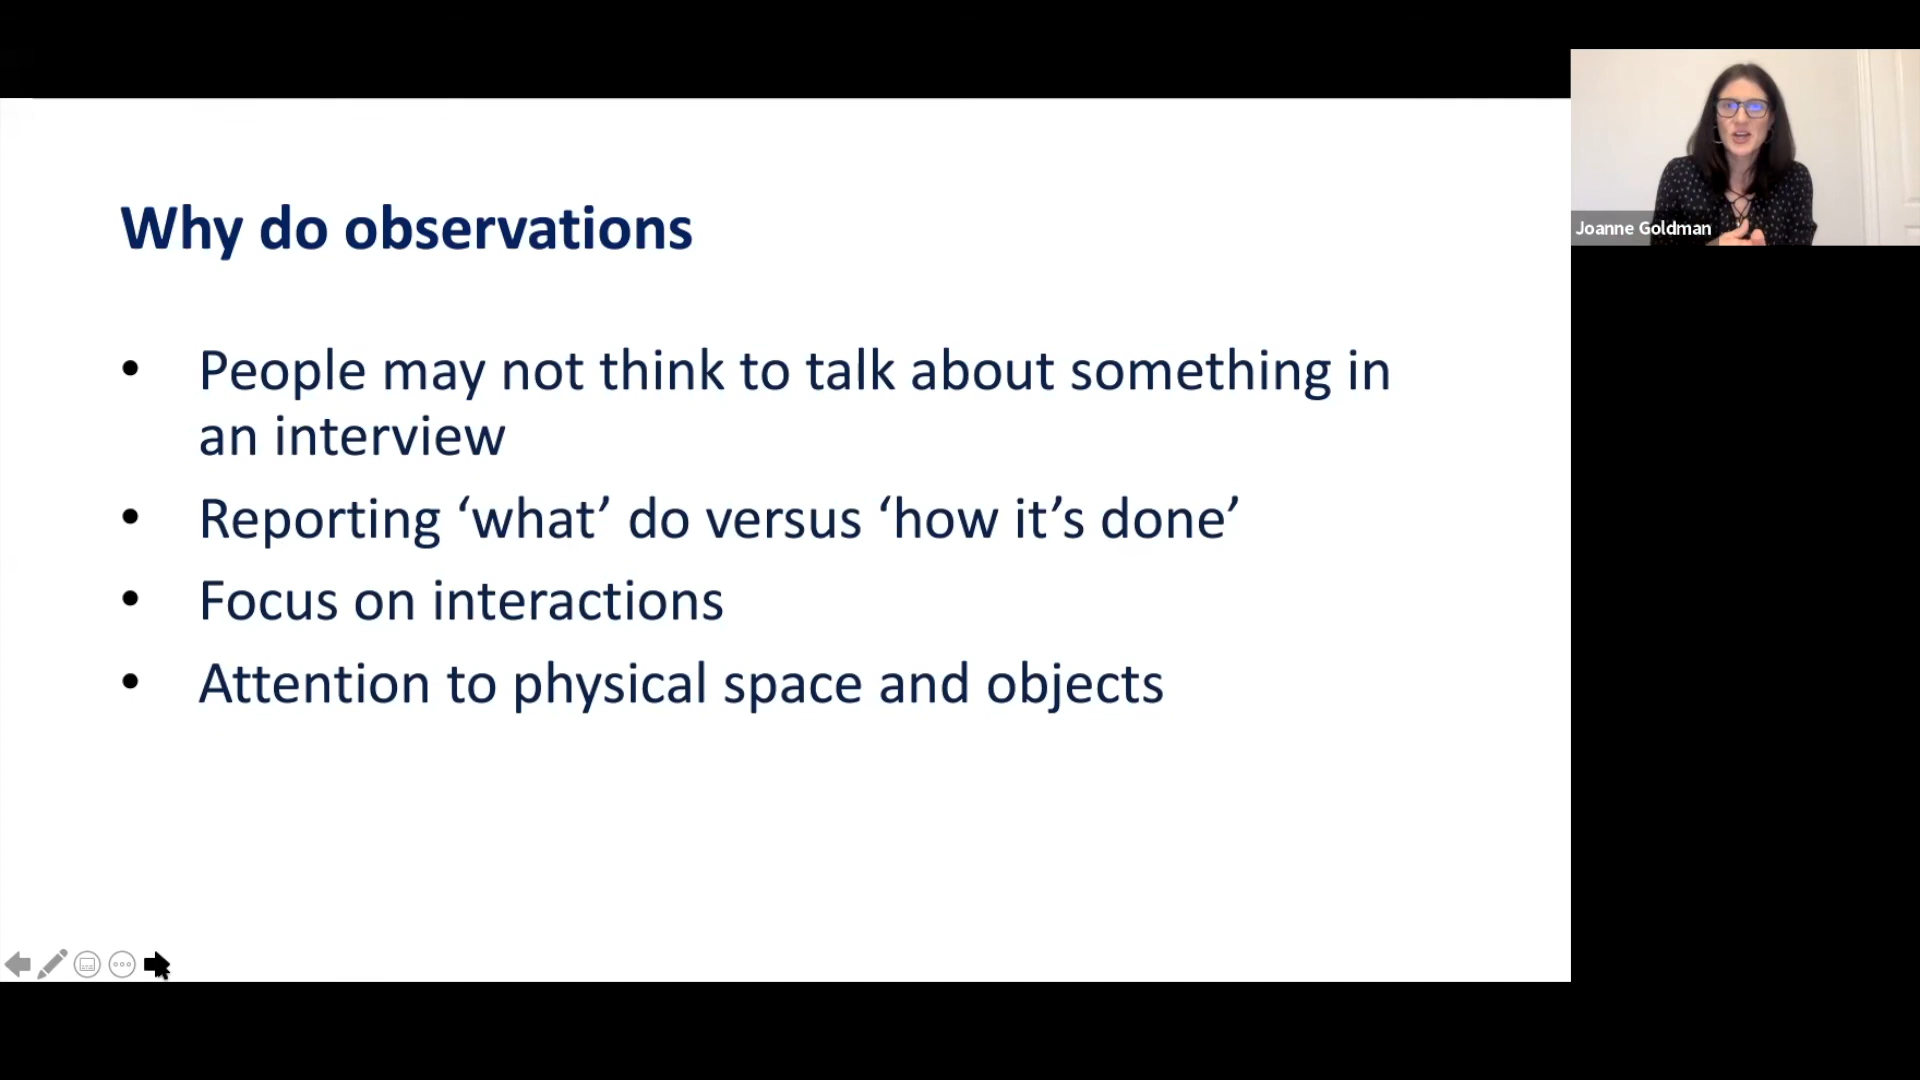 Why do observations
• People may not think to talk about something in
an interview
• Reporting ‘what’ do versus ‘how it’s done’
• Focus on interactions
• Attention to physical space and objects
Joanne Goldman